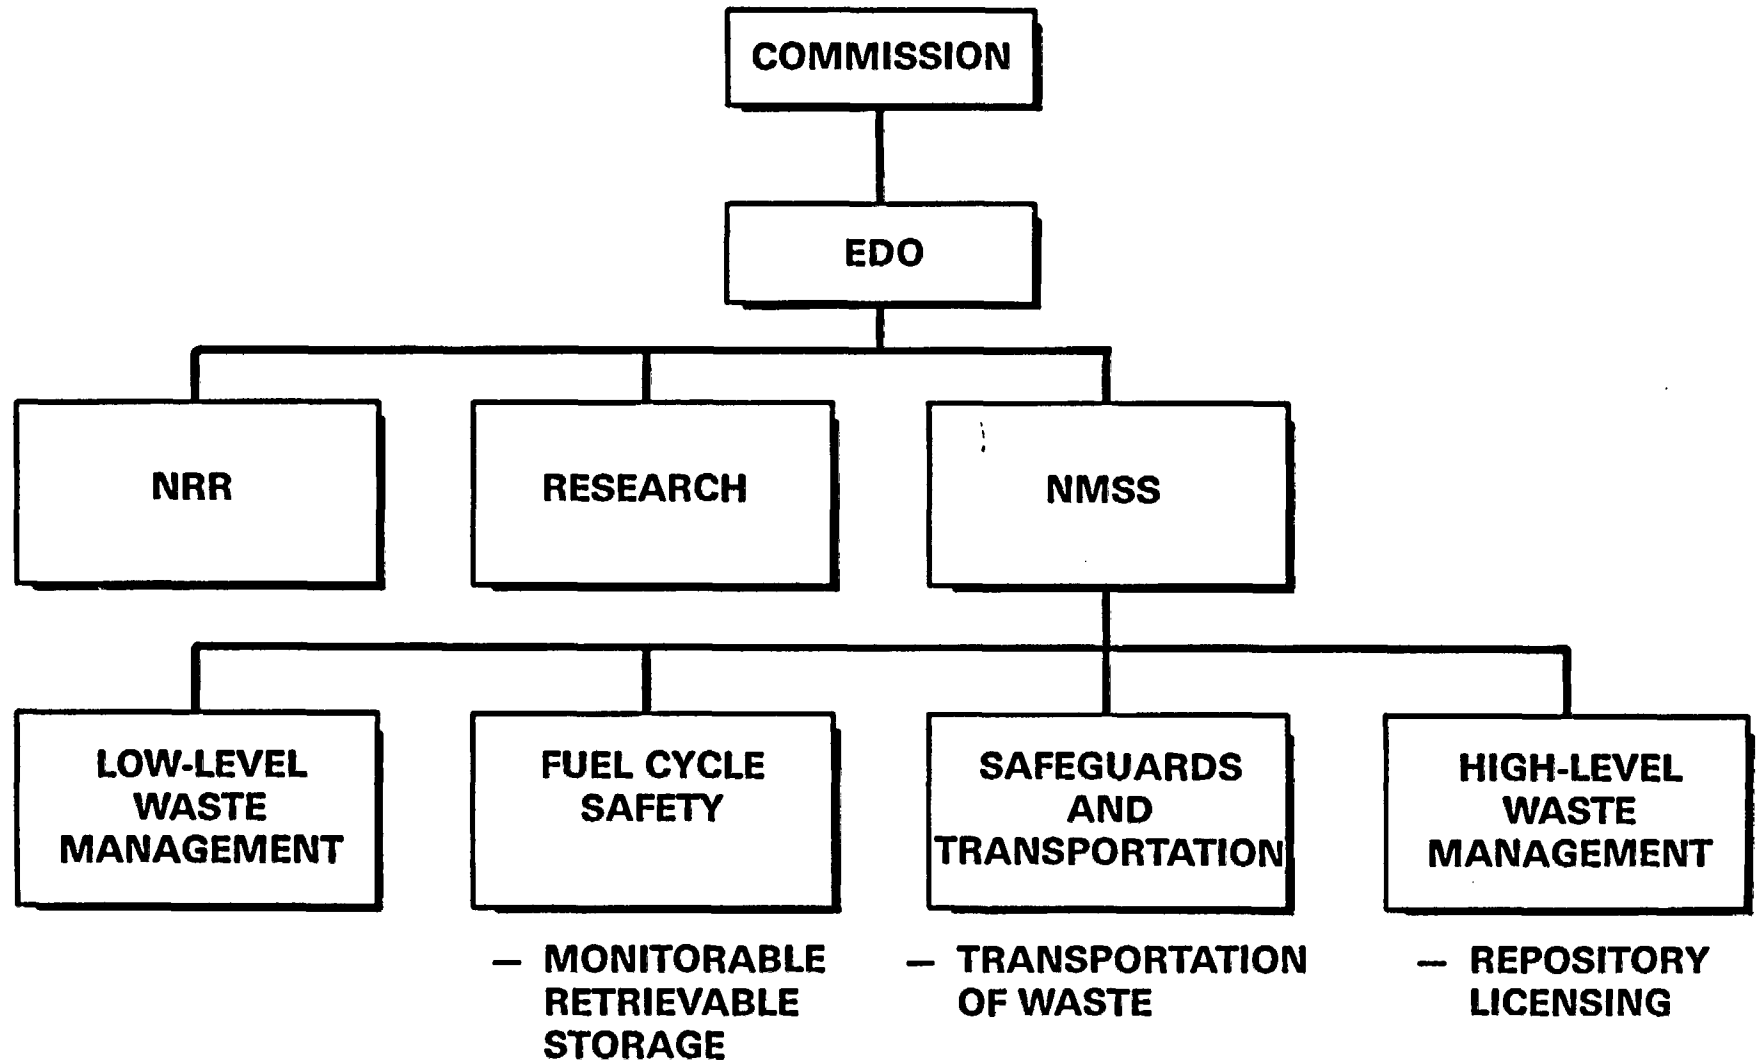 COMMISSION
EDO
NRR
RESEARCH
NMSS
LOW-LEVEL
WASTE
MANAGEMENT
FUEL CYCLE
SAFETY
SAFEGUARDS
AND
TRANSPORTATION
HIGH-LEVEL
WASTE
MANAGEMENT
— MONITORABLE
RETRIEVABLE
STORAGE
— TRANSPORTATION
OF WASTE
— REPOSITORY
LICENSING